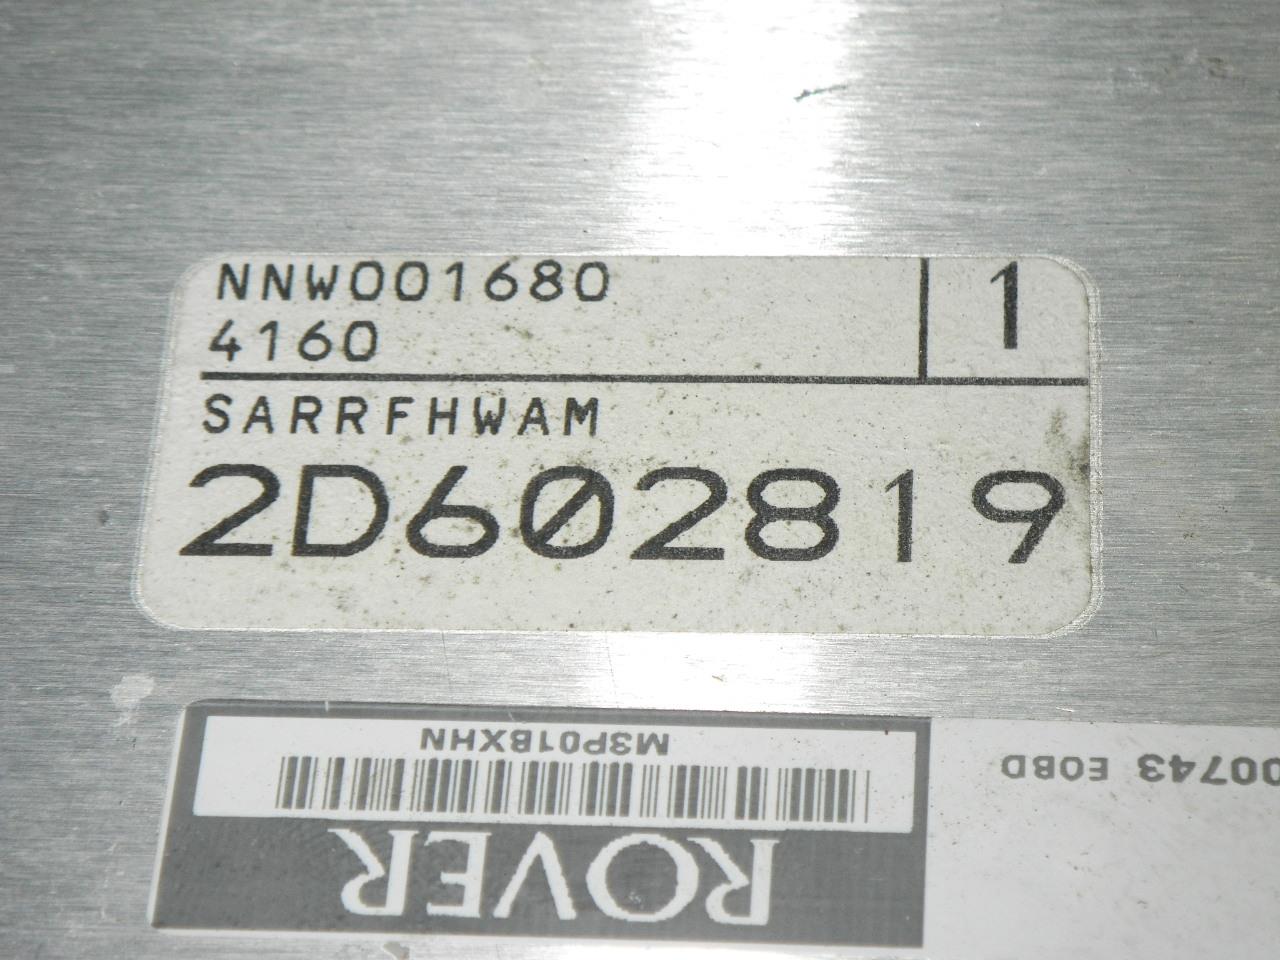 NNW001680
4160
1
SARRFHWAM
2D602819
ROVER
M3P01BXHN
00743 EOBD